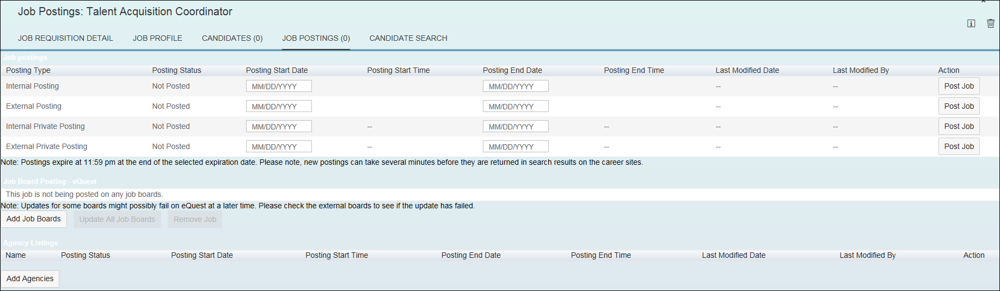 Job Postings: Talent Acquisition Coordinator
JOB REQUISITION DETAIL JOB PROFILE CANDIDATES (0) JOB POSTINGS (0) CANDIDATE SEARCH
Job postings
Posting Type Posting Status Posting Start Date Posting Start Time Posting End Date Posting End Time Last Modified Date Last Modified By Action
Internal Posting Not Posted MM/DD/YYYY MM/DD/YYYY -- -- Post Job
External Posting Not Posted MM/DD/YYYY MM/DD/YYYY -- -- Post Job
Internal Private Posting Not Posted MM/DD/YYYY -- MM/DD/YYYY -- -- -- Post Job
External Private Posting Not Posted MM/DD/YYYY -- MM/DD/YYYY -- -- -- Post Job
Note: Postings expire at 11:59 pm at the end of the selected expiration date. Please note, new postings can take several minutes before they are returned in search results on the career sites.
Job Board Posting - eQuest
This job is not being posted on any job boards.
Note: Updates for some boards might possibly fail on eQuest at a later time. Please check the external boards to see if the update has failed.
Add Job Boards Update All Job Boards Remove Job
Agency Listings
Name Posting Status Posting Start Date Posting Start Time Posting End Date Posting End Time Last Modified Date Last Modified By Action
Add Agencies